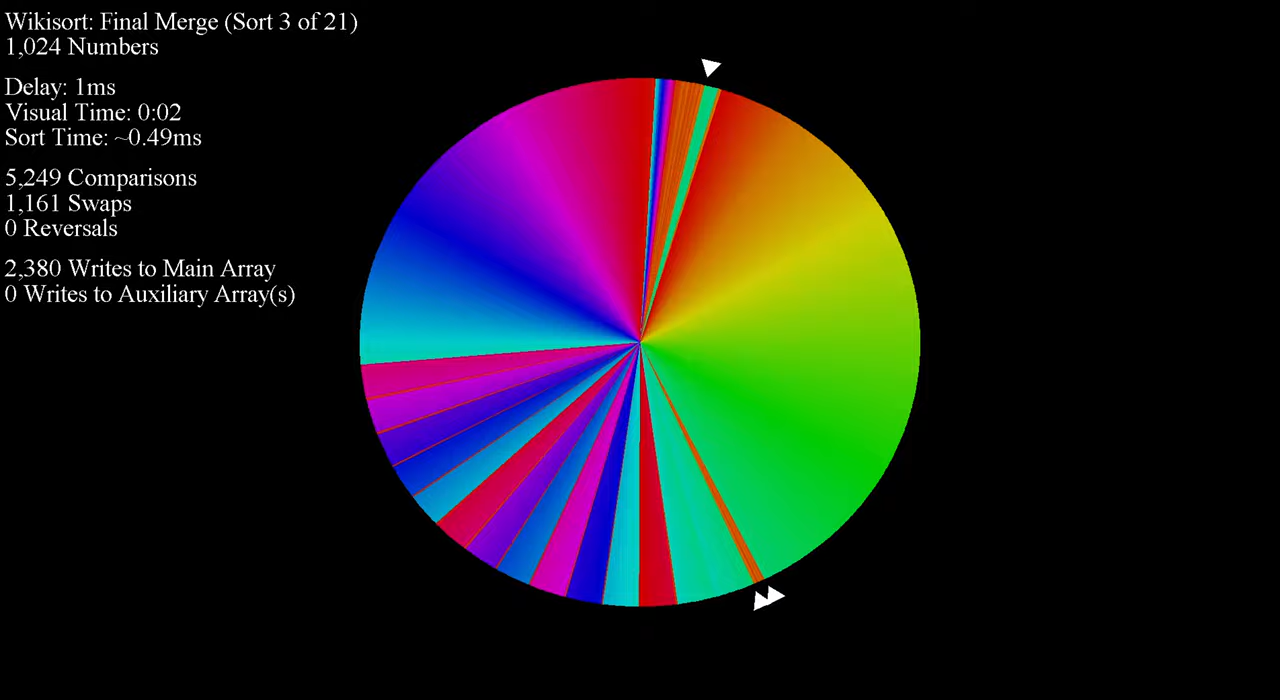 Wikisort: Final Merge (Sort 3 of 21)
1,024 Numbers
Delay: 1ms
Visual Time: 0:02
Sort Time: ~0.49ms
5,249 Comparisons
1,161 Swaps
0 Reversals
2,380 Writes to Main Array
0 Writes to Auxiliary Array(s)